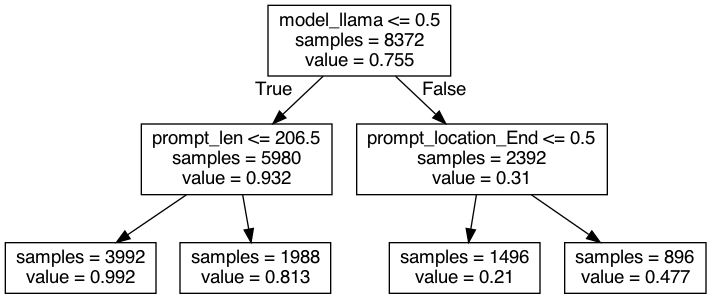 model_llama <= 0.5
samples = 8372
value = 0.755
True
False
prompt_len <= 206.5
samples = 5980
value = 0.932
prompt_location_End <= 0.5
samples = 2392
value = 0.31
samples = 3992
value = 0.992
samples = 1988
value = 0.813
samples = 1496
value = 0.21
samples = 896
value = 0.477